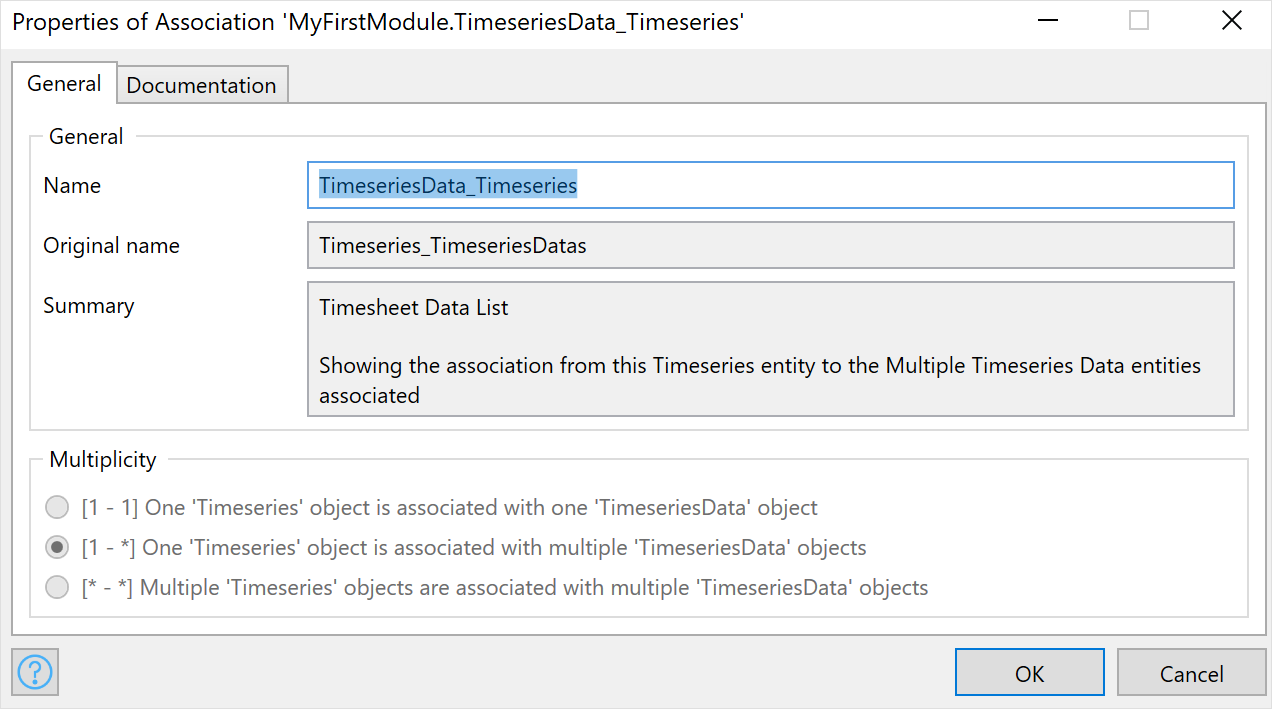 Properties of Association 'MyFirstModule.TimeseriesData_Timeseries'
General
Documentation
General
Name
TimeseriesData_Timeseries
Original name
Timeseries_TimeseriesDatas
Summary
Timesheet Data List
Showing the association from this Timeseries entity to the Multiple Timeseries Data entities
associated
Multiplicity
[1 - 1] One 'Timeseries' object is associated with one 'TimeseriesData' object
[1 - *] One 'Timeseries' object is associated with multiple 'TimeseriesData' objects
[* - *] Multiple 'Timeseries' objects are associated with multiple 'TimeseriesData' objects
?
OK
Cancel